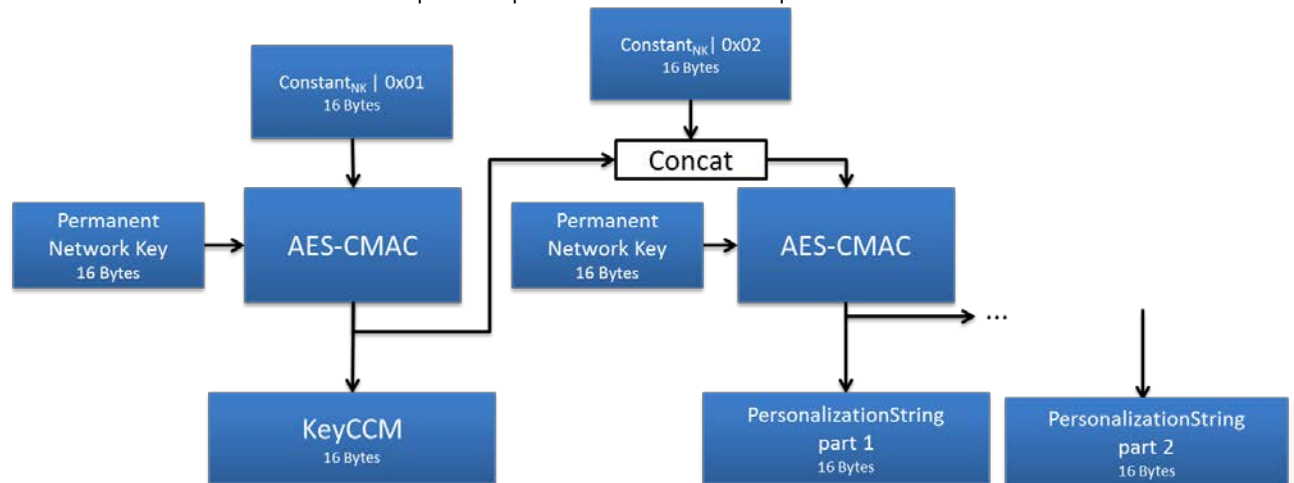 Constant_NK | 0x02
16 Bytes
Constant_NK | 0x01
16 Bytes
Concat
Permanent
Network Key
16 Bytes
AES-CMAC
Permanent
Network Key
16 Bytes
AES-CMAC
...
KeyCCM
16 Bytes
PersonalizationString
part 1
16 Bytes
PersonalizationString
part 2
16 Bytes